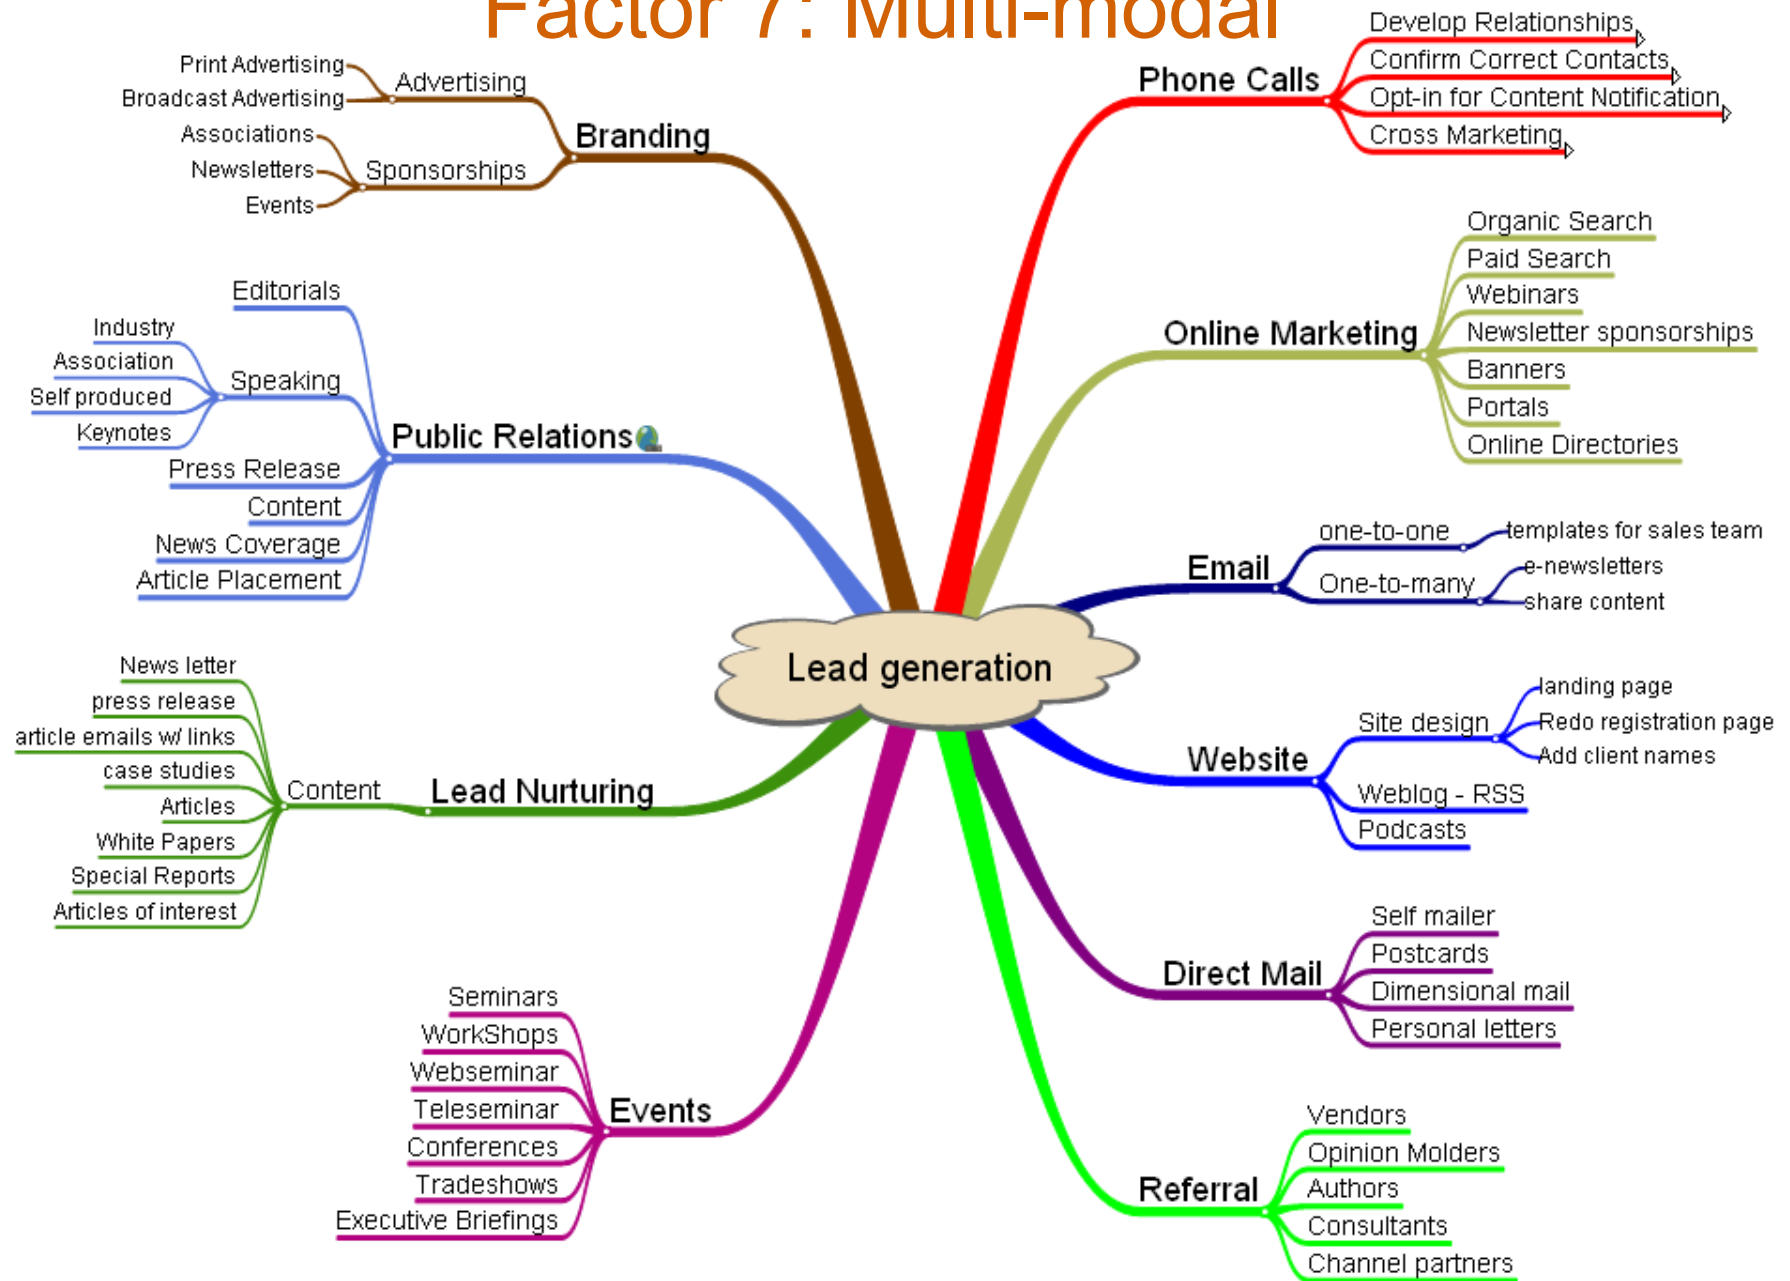 Factor 7: Multi-modal
Print Advertising
Broadcast Advertising
Advertising
Associations
Newsletters
Events
Sponsorships
Branding
Editorials
Industry
Association
Self produced
Keynotes
Speaking
Press Release
Content
News Coverage
Article Placement
Public Relations
News letter
press release
article emails w/ links
case studies
Articles
White Papers
Special Reports
Articles of interest
Content
Lead Nurturing
Seminars
WorkShops
Webseminar
Teleseminar
Conferences
Tradeshows
Executive Briefings
Events
Lead generation
Phone Calls
Develop Relationships
Confirm Correct Contacts
Opt-in for Content Notification
Cross Marketing
Online Marketing
Organic Search
Paid Search
Webinars
Newsletter sponsorships
Banners
Portals
Online Directories
Email
one-to-one
templates for sales team
One-to-many
e-newsletters
share content
Website
Site design
landing page
Redo registration page
Add client names
Weblog - RSS
Podcasts
Direct Mail
Self mailer
Postcards
Dimensional mail
Personal letters
Referral
Vendors
Opinion Molders
Authors
Consultants
Channel partners